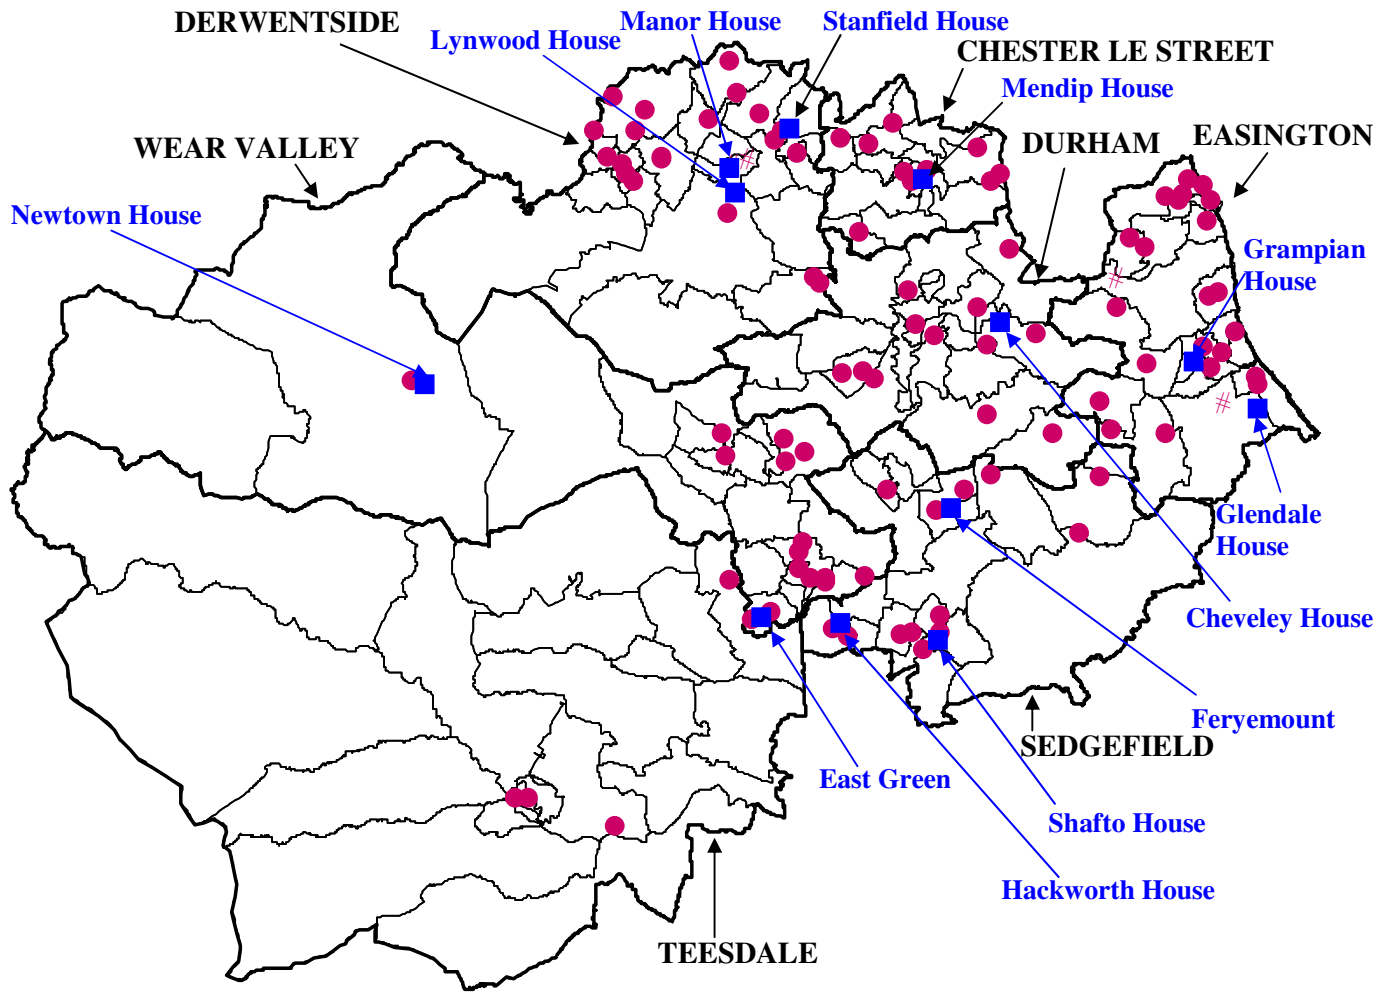 DERWENTSIDE
Manor House
Stanfield House
Lynwood House
CHESTER LE STREET
Mendip House
WEAR VALLEY
DURHAM
EASINGTON
Newtown House
Grampian
House
#
#
#
Glendale
House
Cheveley House
Feryemount
SEDGEFIELD
East Green
Shafto House
Hackworth House
TEESDALE